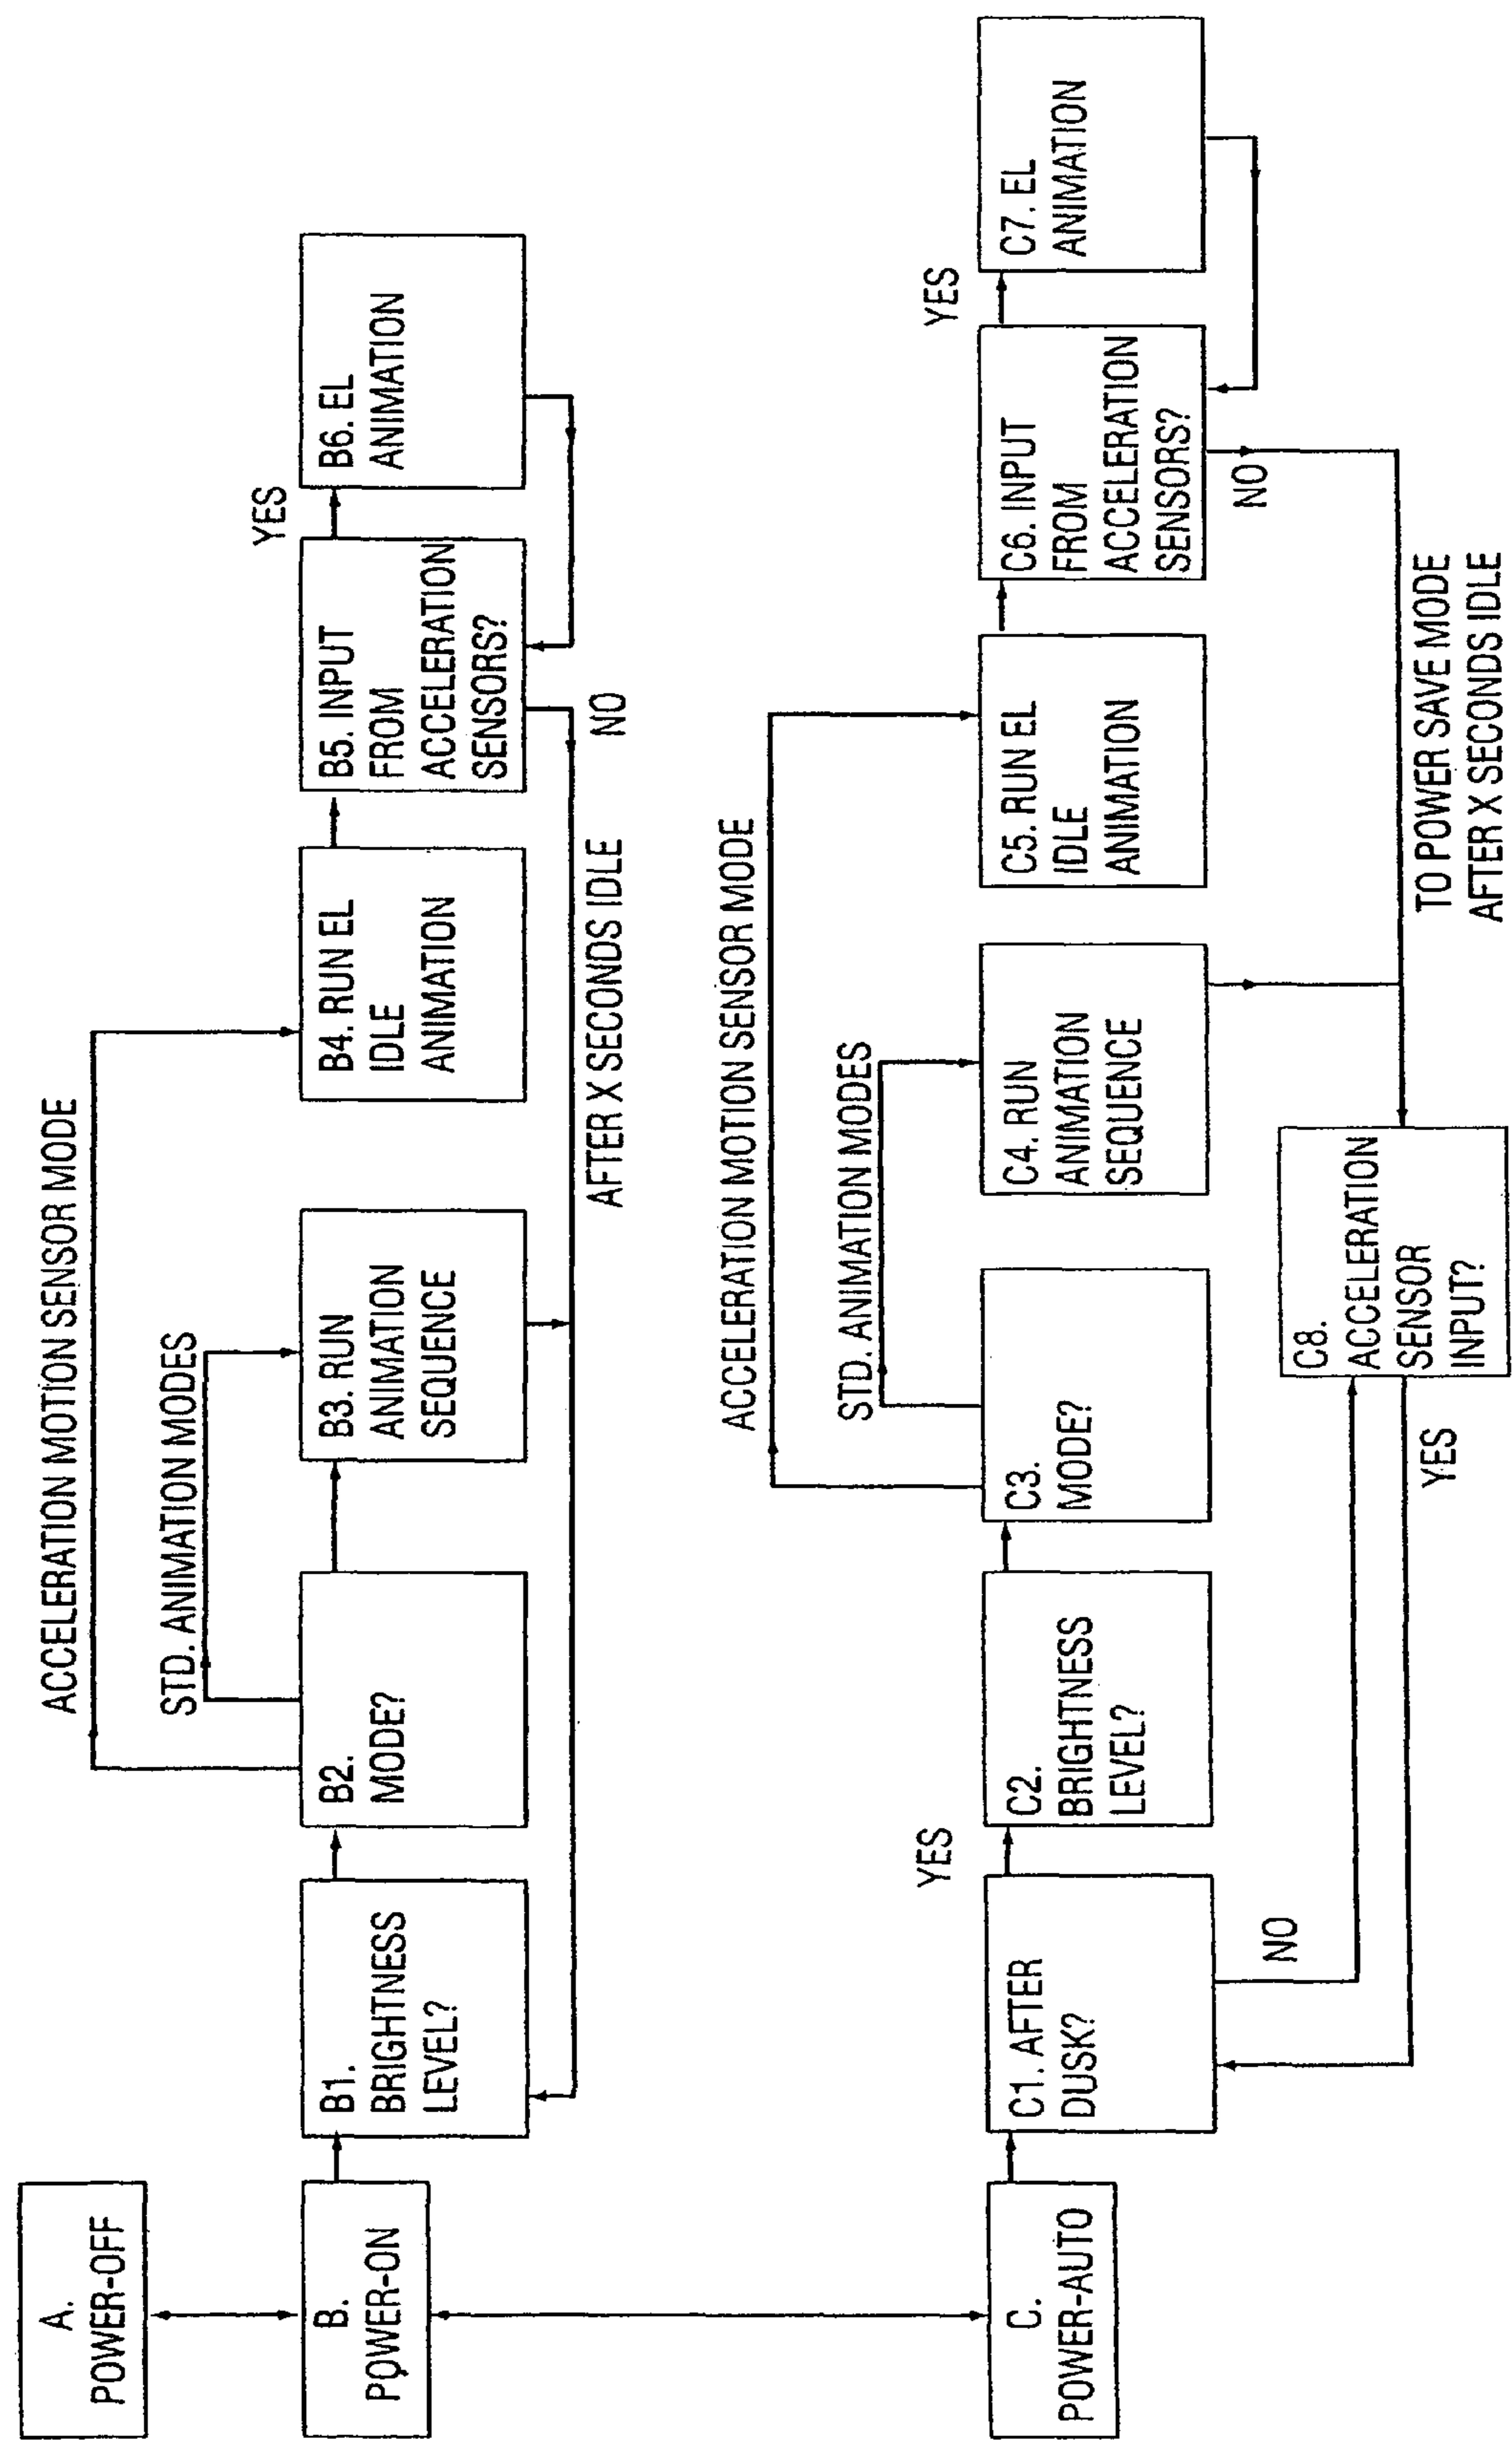 A.
POWER-OFF
B.
POWER-ON
B1.
BRIGHTNESS
LEVEL?
B2.
MODE?
STD. ANIMATION MODES
ACCELERATION MOTION SENSOR MODE
B3. RUN
ANIMATION
SEQUENCE
B4. RUN EL
IDLE
ANIMATION
B5. INPUT
FROM
ACCELERATION
SENSORS?
YES
B6. EL
ANIMATION
NO
AFTER X SECONDS IDLE
C.
POWER-AUTO
C1. AFTER
DUSK?
YES
NO
C2.
BRIGHTNESS
LEVEL?
C3.
MODE?
STD. ANIMATION MODES
ACCELERATION MOTION SENSOR MODE
C4. RUN
ANIMATION
SEQUENCE
C5. RUN EL
IDLE
ANIMATION
C6. INPUT
FROM
ACCELERATION
SENSORS?
YES
C7. EL
ANIMATION
NO
TO POWER SAVE MODE
AFTER X SECONDS IDLE
C8.
ACCELERATION
SENSOR
INPUT?
YES